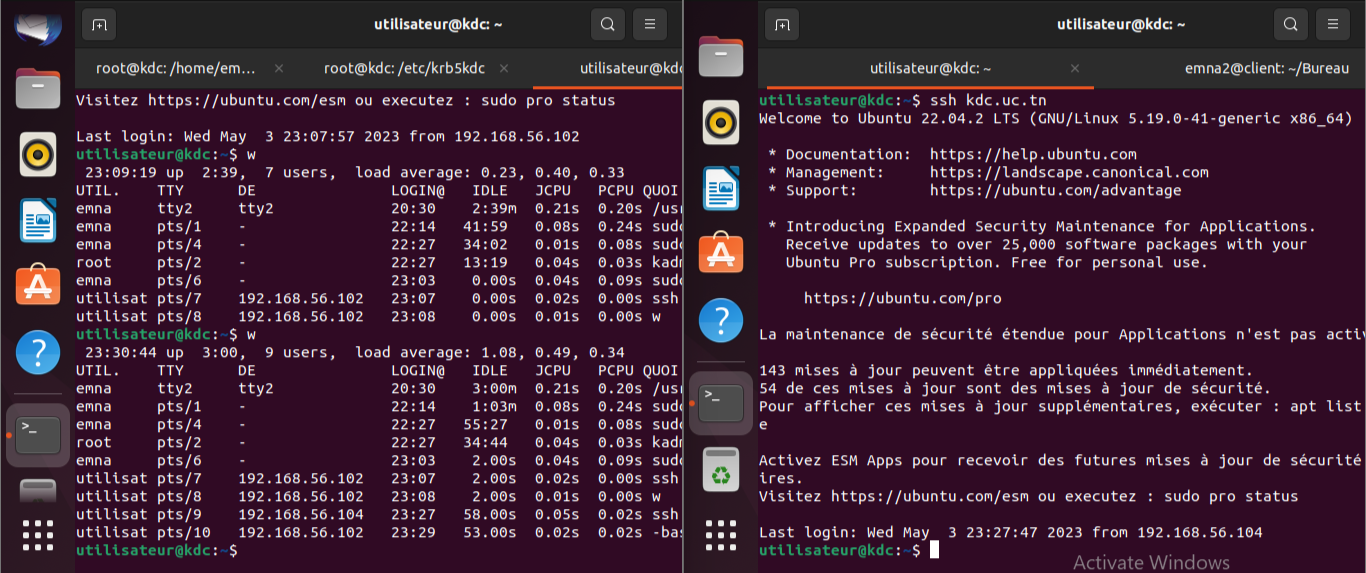 utilisateur@kdc: ~
root@kdc: /home/em... × root@kdc: /etc/krb5kdc × utilisateur@kdc
Visitez https://ubuntu.com/esm ou executez : sudo pro status
Last login: Wed May  3 23:07:57 2023 from 192.168.56.102
utilisateur@kdc:~$ w
 23:09:19 up  2:39,  7 users,  load average: 0.23, 0.40, 0.33
UTIL.    TTY      DE               LOGIN@   IDLE   JCPU   PCPU QUOI
emna     tty2     tty2             20:30    2:39m  0.21s  0.20s /usr
emna     pts/1    -                22:14   41:59   0.08s  0.24s sudo
emna     pts/4    -                22:27   34:02   0.01s  0.08s sudo
root     pts/2    -                22:27   13:19   0.04s  0.03s kadm
emna     pts/6    -                23:03    0.00s  0.04s  0.09s sudo
utilisat pts/7    192.168.56.102   23:07    0.00s  0.02s  0.00s ssh
utilisat pts/8    192.168.56.102   23:08    0.00s  0.01s  0.00s w
utilisateur@kdc:~$ w
 23:30:44 up  3:00,  9 users,  load average: 1.08, 0.49, 0.34
UTIL.    TTY      DE               LOGIN@   IDLE   JCPU   PCPU QUOI
emna     tty2     tty2             20:30    3:00m  0.21s  0.20s /usr
emna     pts/1    -                22:14    1:03m  0.08s  0.24s sudo
emna     pts/4    -                22:27   55:27   0.01s  0.08s sudo
root     pts/2    -                22:27   34:44   0.04s  0.03s kadm
emna     pts/6    -                23:03    2.00s  0.04s  0.09s sudo
utilisat pts/7    192.168.56.102   23:07    2.00s  0.02s  0.00s ssh
utilisat pts/8    192.168.56.102   23:08    2.00s  0.01s  0.00s w
utilisat pts/9    192.168.56.104   23:27   58.00s  0.05s  0.02s ssh
utilisat pts/10   192.168.56.102   23:29   53.00s  0.02s  0.02s -bas
utilisateur@kdc:~$
utilisateur@kdc: ~
utilisateur@kdc: ~ × emna2@client: ~/Bureau
utilisateur@kdc:~$ ssh kdc.uc.tn
Welcome to Ubuntu 22.04.2 LTS (GNU/Linux 5.19.0-41-generic x86_64)
 * Documentation:  https://help.ubuntu.com
 * Management:     https://landscape.canonical.com
 * Support:        https://ubuntu.com/advantage
 * Introducing Expanded Security Maintenance for Applications.
   Receive updates to over 25,000 software packages with your
   Ubuntu Pro subscription. Free for personal use.
     https://ubuntu.com/pro
La maintenance de sécurité étendue pour Applications n'est pas activ
143 mises à jour peuvent être appliquées immédiatement.
54 de ces mises à jour sont des mises à jour de sécurité.
Pour afficher ces mises à jour supplémentaires, exécuter : apt list
e
Activez ESM Apps pour recevoir des futures mises à jour de sécurité
ires.
Visitez https://ubuntu.com/esm ou executez : sudo pro status
Last login: Wed May  3 23:27:47 2023 from 192.168.56.104
utilisateur@kdc:~$
Activate Windows